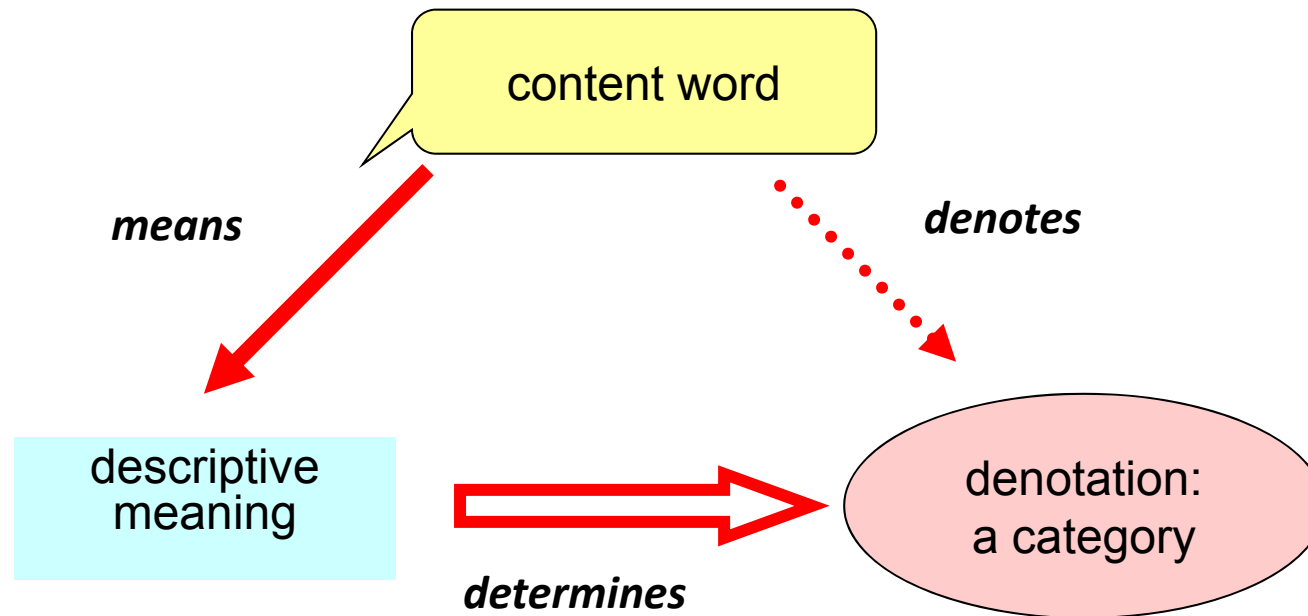 content word
means
denotes
descriptive
meaning
denotation:
a category
determines